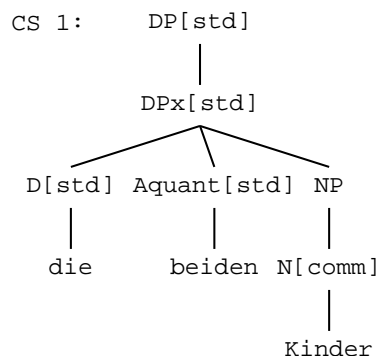 CS 1: DP[std]
DPx[std]
D[std] Aquant[std] NP
die beiden N[comm]
Kinder